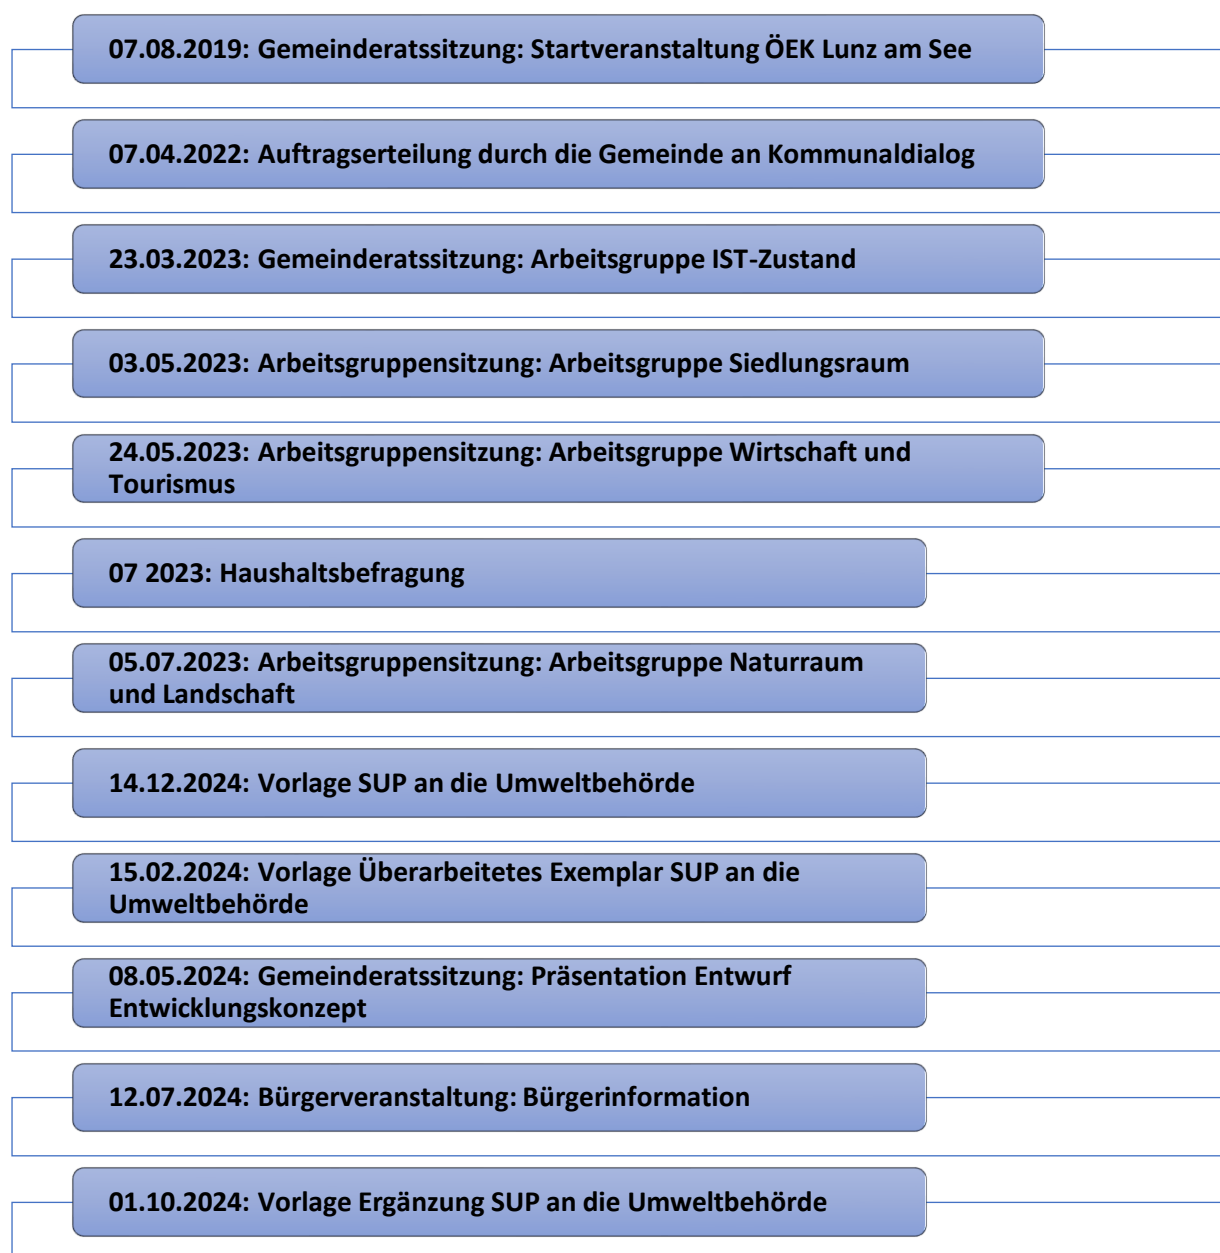 07.08.2019: Gemeinderatssitzung: Startveranstaltung ÖEK Lunz am See
07.04.2022: Auftragserteilung durch die Gemeinde an Kommunaldialog
23.03.2023: Gemeinderatssitzung: Arbeitsgruppe IST-Zustand
03.05.2023: Arbeitsgruppensitzung: Arbeitsgruppe Siedlungsraum
24.05.2023: Arbeitsgruppensitzung: Arbeitsgruppe Wirtschaft und
Tourismus
07 2023: Haushaltsbefragung
05.07.2023: Arbeitsgruppensitzung: Arbeitsgruppe Naturraum
und Landschaft
14.12.2024: Vorlage SUP an die Umweltbehörde
15.02.2024: Vorlage Überarbeitetes Exemplar SUP an die
Umweltbehörde
08.05.2024: Gemeinderatssitzung: Präsentation Entwurf
Entwicklungskonzept
12.07.2024: Bürgerveranstaltung: Bürgerinformation
01.10.2024: Vorlage Ergänzung SUP an die Umweltbehörde